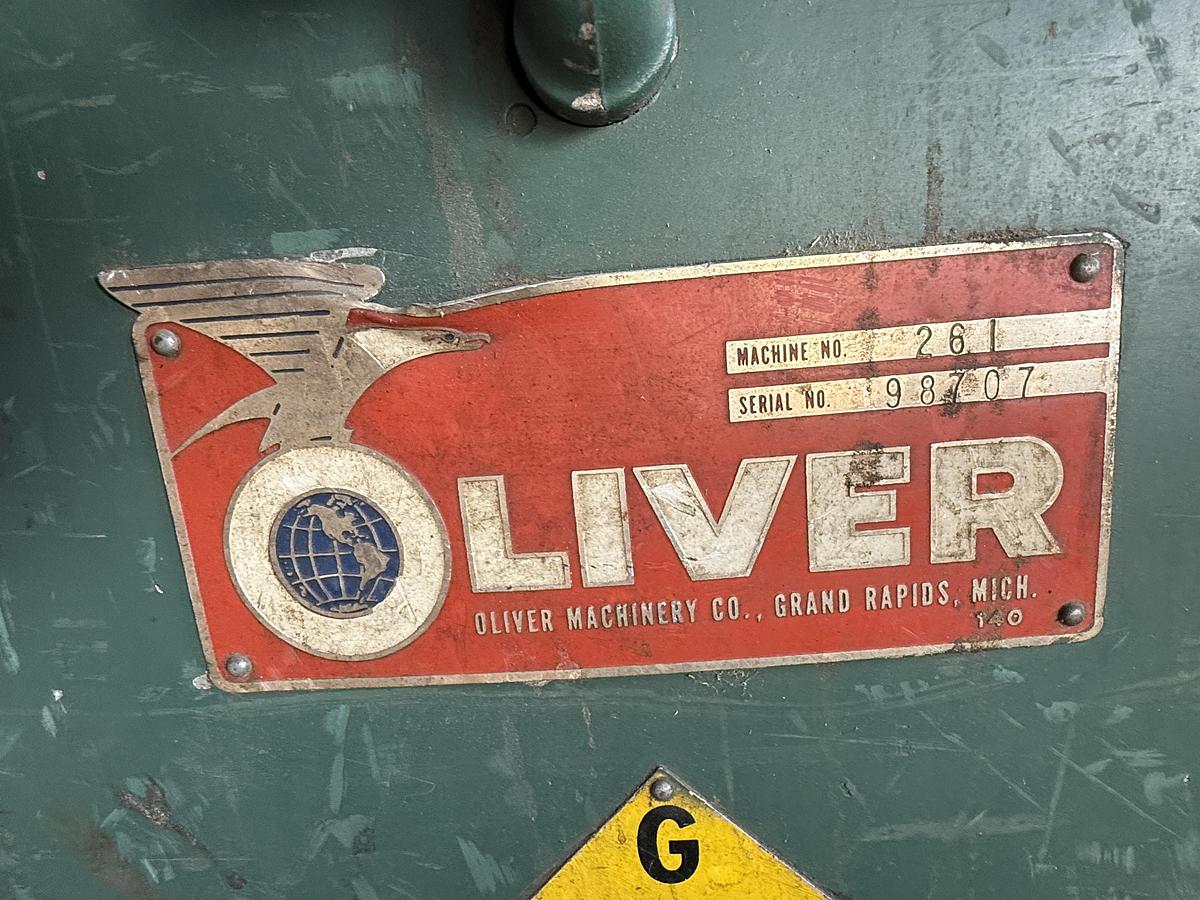 MACHINE NO. 261
SERIAL NO. 98707
OLIVER
OLIVER MACHINERY CO., GRAND RAPIDS, MICH.
140
G